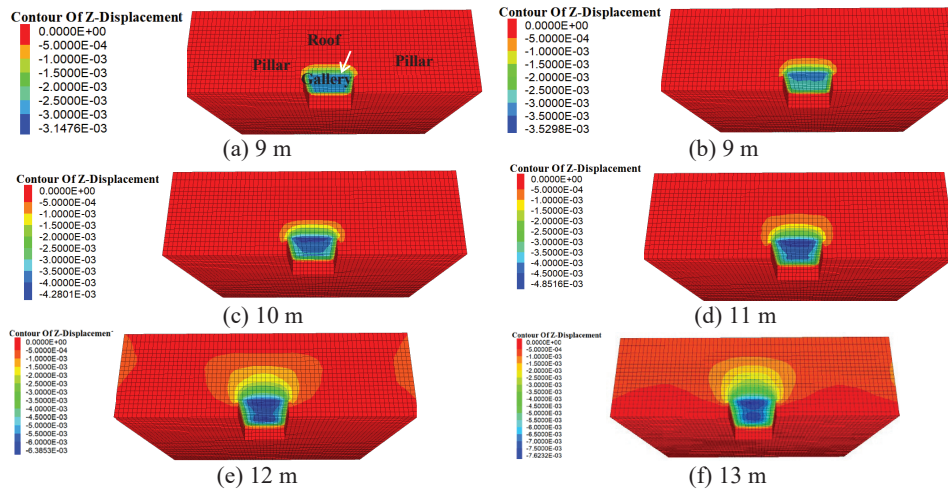 Contour Of Z-Displacement
0.0000E+00
-5.0000E-04
-1.0000E-03
-1.5000E-03
-2.0000E-03
-2.5000E-03
-3.0000E-03
-3.1476E-03
Roof
Pillar
Pillar
Gallery
(a) 9 m
Contour Of Z-Displacement
0.0000E+00
-5.0000E-04
-1.0000E-03
-1.5000E-03
-2.0000E-03
-2.5000E-03
-3.0000E-03
-3.5000E-03
-3.5298E-03
(b) 9 m
Contour Of Z-Displacement
0.0000E+00
-5.0000E-04
-1.0000E-03
-1.5000E-03
-2.0000E-03
-2.5000E-03
-3.0000E-03
-3.5000E-03
-4.0000E-03
-4.2801E-03
(c) 10 m
Contour Of Z-Displacement
0.0000E+00
-5.0000E-04
-1.0000E-03
-1.5000E-03
-2.0000E-03
-2.5000E-03
-3.0000E-03
-3.5000E-03
-4.0000E-03
-4.5000E-03
-4.8516E-03
(d) 11 m
Contour Of Z-Displacemen
0.0000E+00
-5.0000E-04
-1.0000E-03
-1.5000E-03
-2.0000E-03
-2.5000E-03
-3.0000E-03
-3.5000E-03
-4.0000E-03
-4.5000E-03
-5.0000E-03
-5.5000E-03
-6.0000E-03
-6.3853E-03
(e) 12 m
Contour Of Z-Displacement
0.0000E+00
-5.0000E-04
-1.0000E-03
-1.5000E-03
-2.0000E-03
-2.5000E-03
-3.0000E-03
-3.5000E-03
-4.0000E-03
-4.5000E-03
-5.0000E-03
-5.5000E-03
-6.0000E-03
-6.5000E-03
-7.0000E-03
-7.5000E-03
-7.6232E-03
(f) 13 m